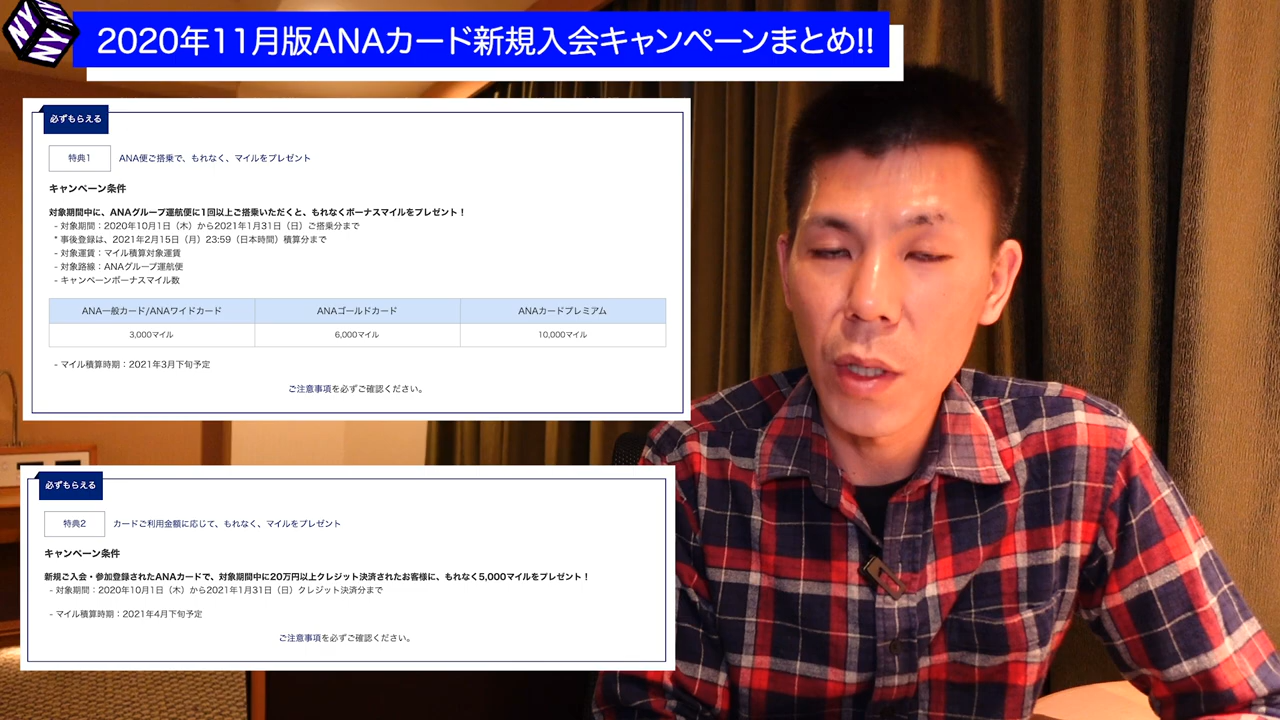 NY
NY
NY
2020年11月版ANAカード新規入会キャンペーンまとめ!!
必ずもらえる
特典1 ANA便ご搭乗で、もれなく、マイルをプレゼント
キャンペーン条件
対象期間中に、ANAグループ運航便に1回以上ご搭乗いただくと、もれなくボーナスマイルをプレゼント！
- 対象期間：2020年10月1日（木）から2021年1月31日（日）ご搭乗分まで
* 事後登録は、2021年2月15日（月）23:59（日本時間）積算分まで
- 対象運賃：マイル積算対象運賃
- 対象路線：ANAグループ運航便
- キャンペーンボーナスマイル数
ANA一般カード/ANAワイドカード ANAゴールドカード ANAカードプレミアム
3,000マイル 6,000マイル 10,000マイル
- マイル積算時期：2021年3月下旬予定
ご注意事項を必ずご確認ください。
必ずもらえる
特典2 カードご利用金額に応じて、もれなく、マイルをプレゼント
キャンペーン条件
新規ご入会・参加登録されたANAカードで、対象期間中に20万円以上クレジット決済されたお客様に、もれなく5,000マイルをプレゼント！
- 対象期間：2020年10月1日（木）から2021年1月31日（日）クレジット決済分まで
- マイル積算時期：2021年4月下旬予定
ご注意事項を必ずご確認ください。